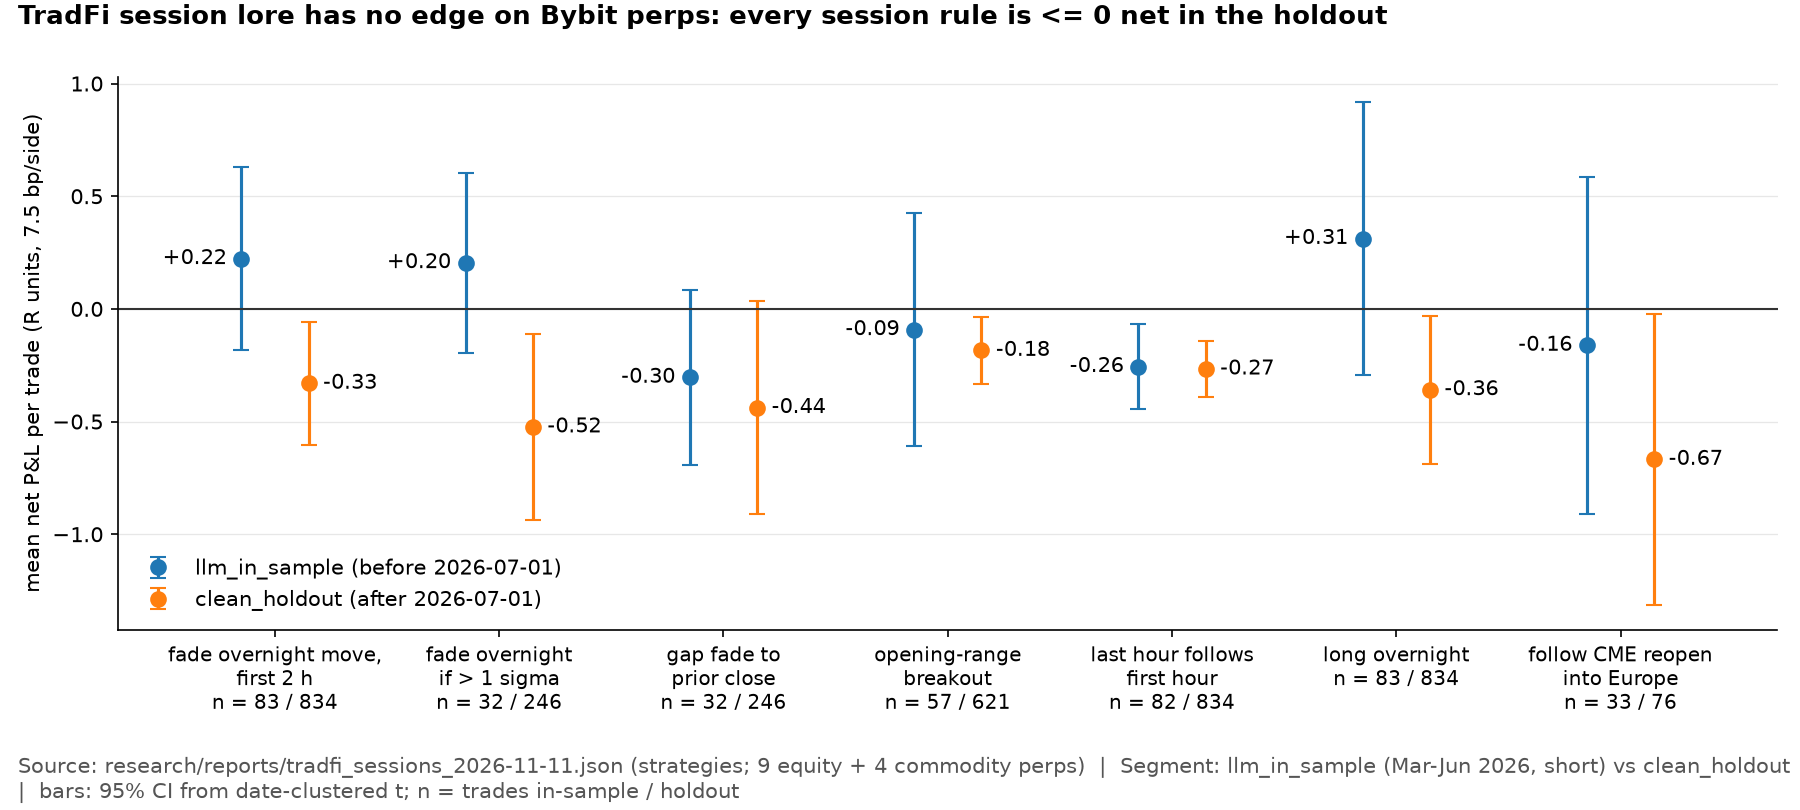 TradFi session lore has no edge on Bybit perps: every session rule is <= 0 net in the holdout
mean net P&L per trade (R units, 7.5 bp/side)
1.0
0.5
0.0
−0.5
−1.0
+0.22
-0.33
+0.20
-0.52
-0.30
-0.44
-0.09
-0.18
-0.26
-0.27
+0.31
-0.36
-0.16
-0.67
llm_in_sample (before 2026-07-01)
clean_holdout (after 2026-07-01)
fade overnight move,
first 2 h
n = 83 / 834
fade overnight
if > 1 sigma
n = 32 / 246
gap fade to
prior close
n = 32 / 246
opening-range
breakout
n = 57 / 621
last hour follows
first hour
n = 82 / 834
long overnight
n = 83 / 834
follow CME reopen
into Europe
n = 33 / 76
Source: research/reports/tradfi_sessions_2026-11-11.json (strategies; 9 equity + 4 commodity perps)  |  Segment: llm_in_sample (Mar-Jun 2026, short) vs clean_holdout
|  bars: 95% CI from date-clustered t; n = trades in-sample / holdout